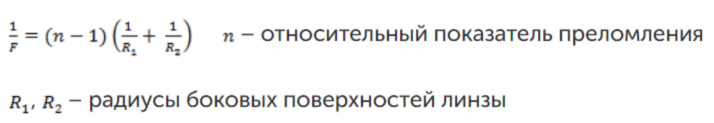 1/F = (n − 1)(1/R₁ + 1/R₂) n − относительный показатель преломления
R₁, R₂ − радиусы боковых поверхностей линзы